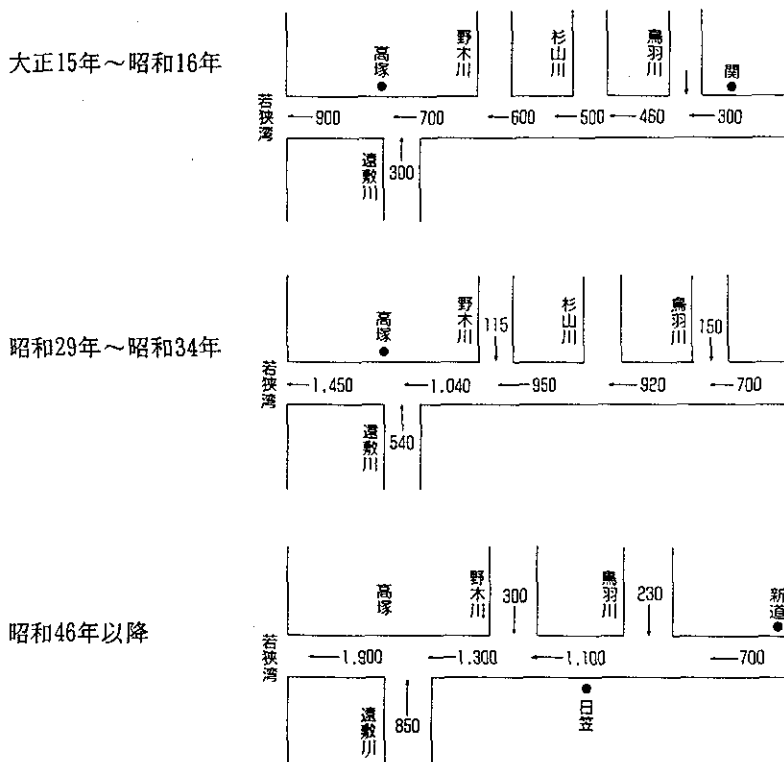 大正15年～昭和16年
高塚
野木川
杉山川
鳥羽川
関
若狭湾
900
700
600
500
460
300
遠敷川
300
昭和29年～昭和34年
高塚
野木川
115
杉山川
鳥羽川
150
若狭湾
1,450
1,040
950
920
700
遠敷川
540
昭和46年以降
高塚
野木川
300
鳥羽川
230
新道
若狭湾
1,900
1,300
1,100
700
遠敷川
850
日笠